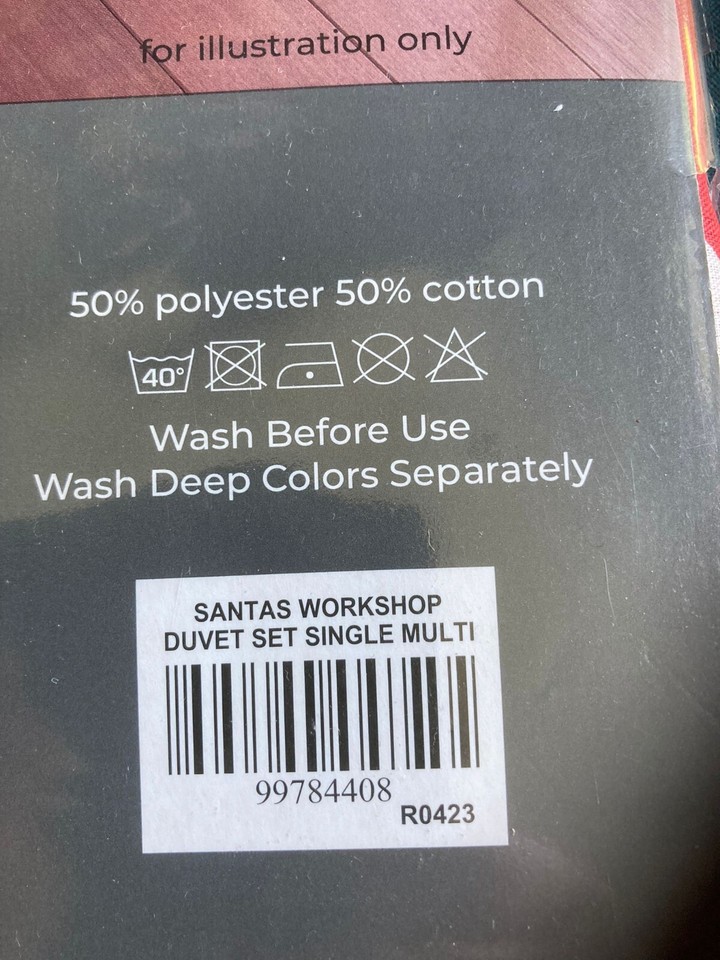 for illustration only
50% polyester 50% cotton
40°
Wash Before Use
Wash Deep Colors Separately
SANTAS WORKSHOP
DUVET SET SINGLE MULTI
99784408
R0423